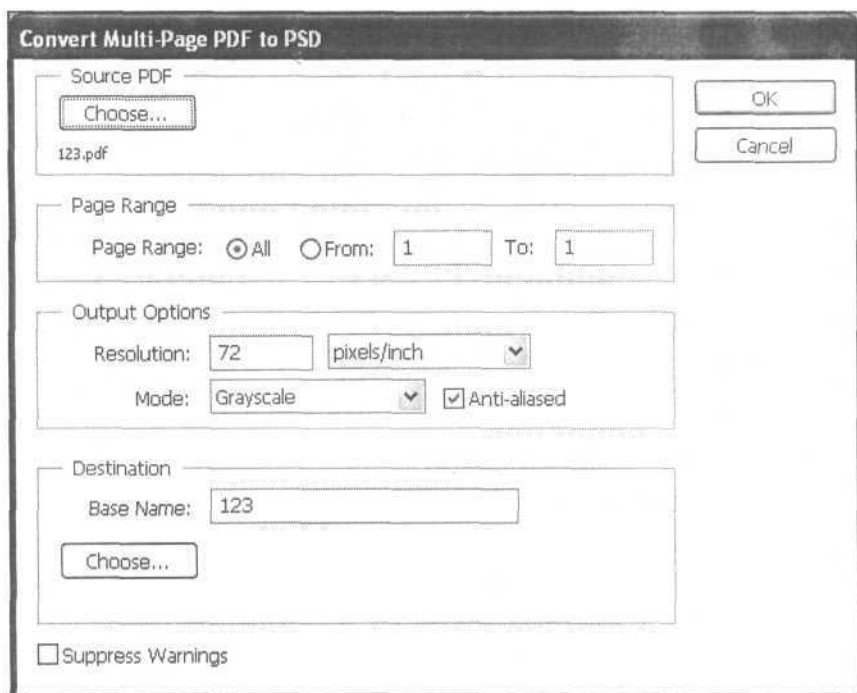 Convert Multi-Page PDF to PSD
Source PDF
Choose...
OK
123.pdf
Cancel
Page Range
Page Range: All From: 1 To: 1
Output Options
Resolution: 72 pixels/inch
Mode: Grayscale Anti-aliased
Destination
Base Name: 123
Choose...
Suppress Warnings